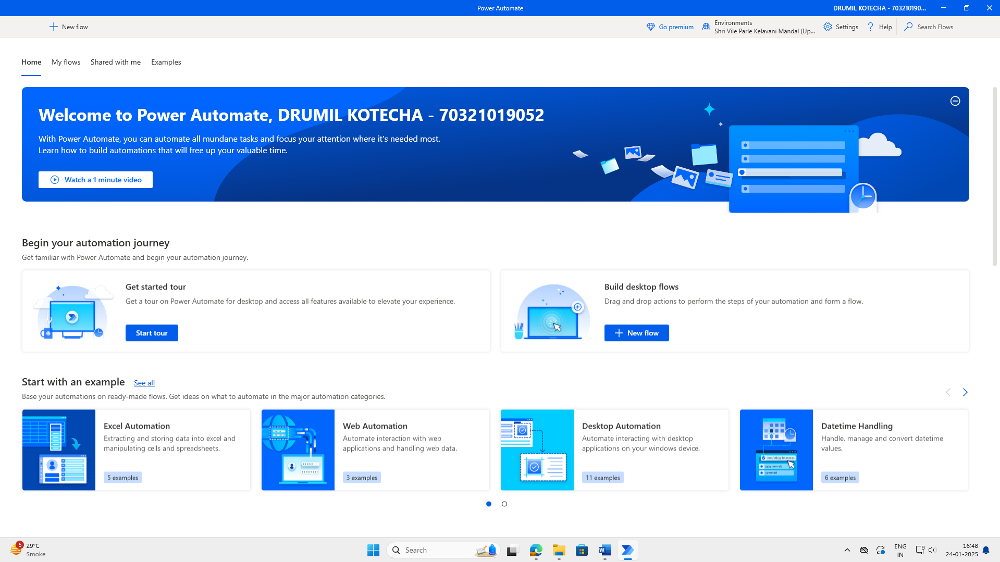 Power Automate
DRUMIL KOTECHA - 703210190...
New flow
Go premium
Environments
Shri Vile Parle Kelavani Mandal (Up...
Settings
Help
Search Flows
Home
My flows
Shared with me
Examples
Welcome to Power Automate, DRUMIL KOTECHA - 70321019052
With Power Automate, you can automate all mundane tasks and focus your attention where it's needed most.
Learn how to build automations that will free up your valuable time.
Watch a 1 minute video
Begin your automation journey
Get familiar with Power Automate and begin your automation journey.
Get started tour
Get a tour on Power Automate for desktop and access all features available to elevate your experience.
Start tour
Build desktop flows
Drag and drop actions to perform the steps of your automation and form a flow.
New flow
Start with an example
See all
Base your automations on ready-made flows. Get ideas on what to automate in the major automation categories.
Excel Automation
Extracting and storing data into excel and
manipulating cells and spreadsheets.
5 examples
Web Automation
Automate interaction with web
applications and handling web data.
3 examples
Desktop Automation
Automate interacting with desktop
applications on your windows device.
11 examples
mm/dd/yy hh:mm:ss
yyyy-mm-dd
yymmdd
Datetime Handling
Handle, manage and convert datetime
values.
6 examples
5
29°C
Smoke
Search
ENG
IN
16:48
24-01-2025